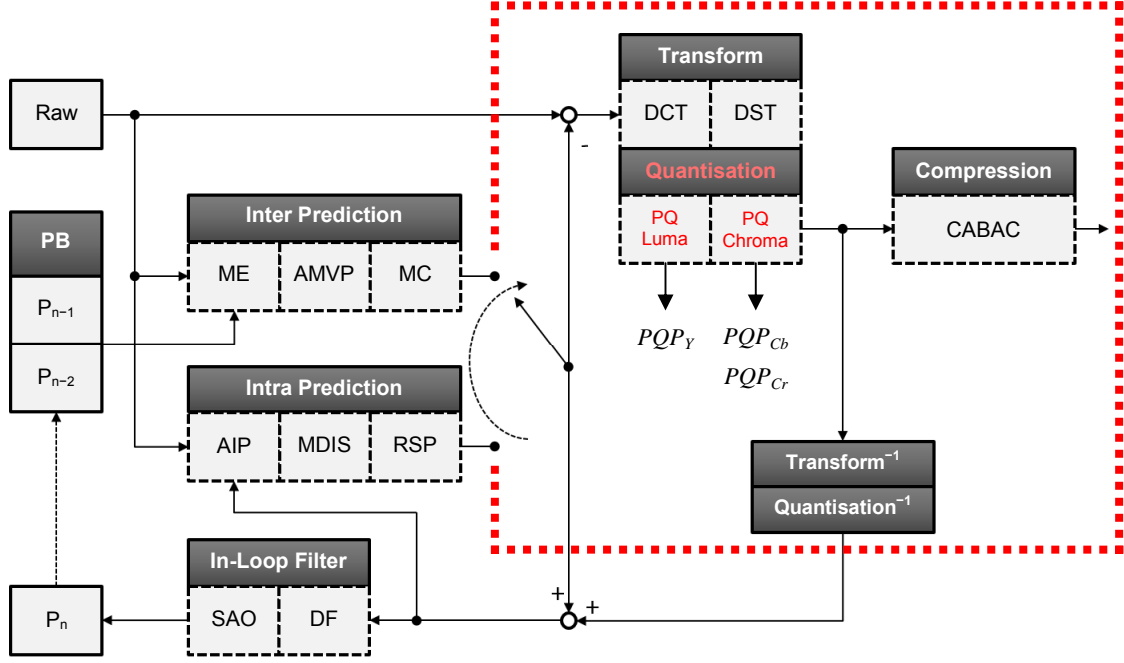 Transform
Raw
DCT
DST
-
Quantisation
Compression
PQ
Luma
PQ
Chroma
CABAC
Inter Prediction
PB
ME
AMVP
MC
Pn−1
Pn−2
PQPY
PQPCb
PQPCr
Intra Prediction
AIP
MDIS
RSP
Transform−1
Quantisation−1
In-Loop Filter
SAO
DF
Pn
+
+